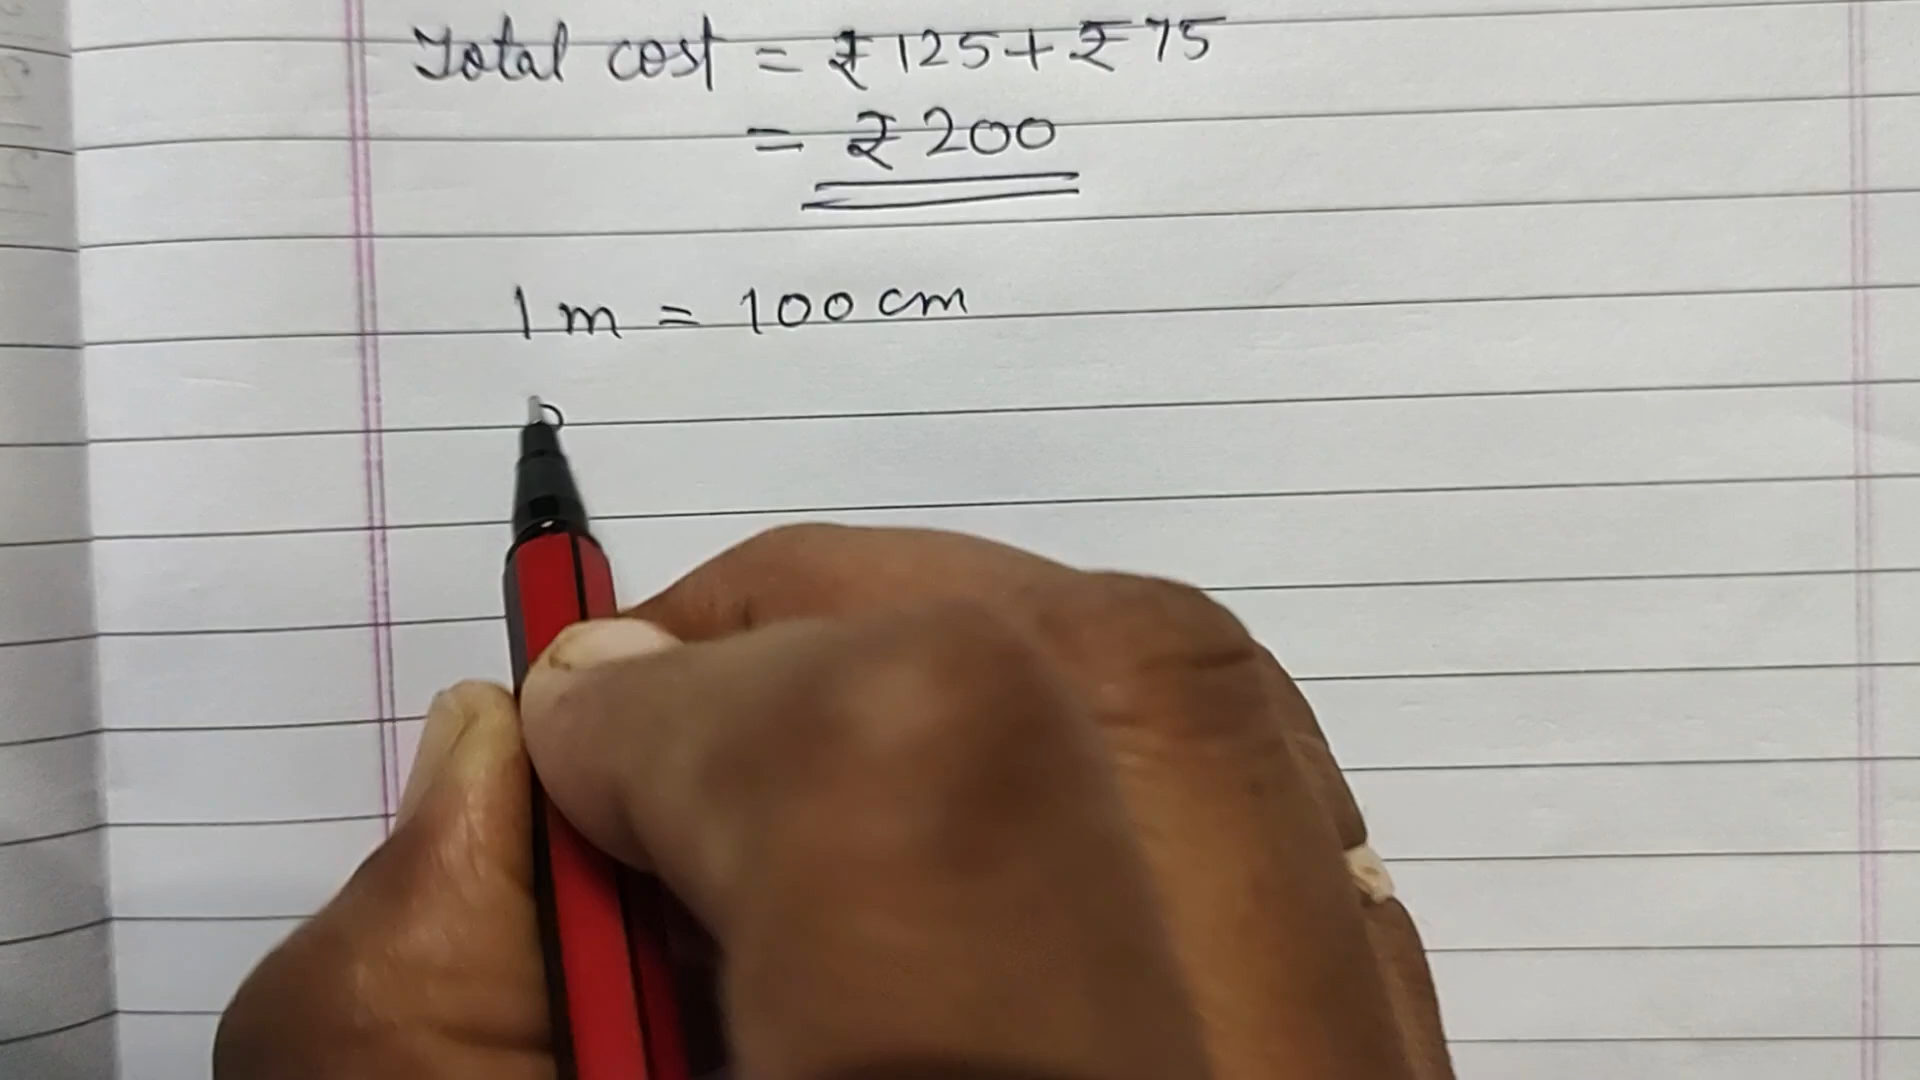 Total cost = ₹ 125 + ₹ 75
= ₹ 200
1 m = 100 cm